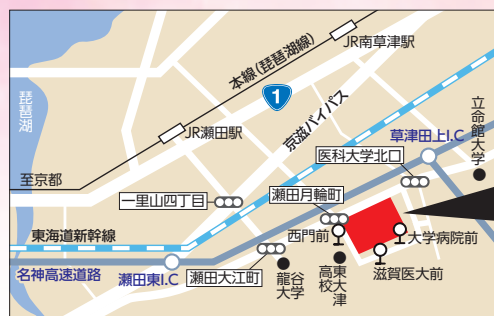 JR南草津駅
本線(琵琶湖線)
1
琵琶湖
京滋バイパス
JR瀬田駅
立命館大学
草津田上I.C
医科大学北口
至京都
瀬田月輪町
一里山四丁目
東海道新幹線
西門前
大学病院前
名神高速道路
瀬田東I.C
瀬田大江町
龍谷大学
東大津高校
滋賀医大前